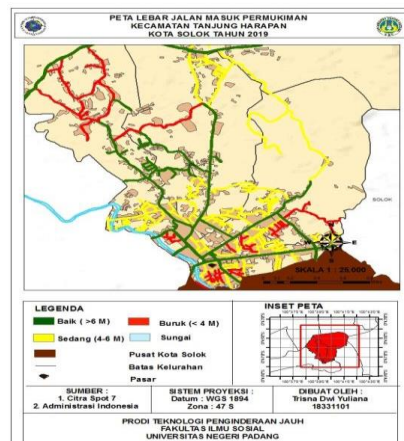 PETA LEBAR JALAN MASUK PERMUKIMAN
KECAMATAN TANJUNG HARAPAN
KOTA SOLOK TAHUN 2019
SOLOK
W E
SKALA 1 : 25.000
LEGENDA
Baik ( >6 M)
Buruk (< 4 M)
Sedang (4-6 M)
Sungai
Pusat Kota Solok
Batas Kelurahan
Pasar
INSET PETA
SUMBER :
1. Citra Spot 7
2. Administrasi Indonesia
SISTEM PROYEKSI :
Datum : WGS 1894
Zona : 47 S
DIBUAT OLEH :
Trisna Dwi Yuliana
18331101
PRODI TEKNOLOGI PENGINDERAAN JAUH
FAKULTAS ILMU SOSIAL
UNIVERSITAS NEGERI PADANG